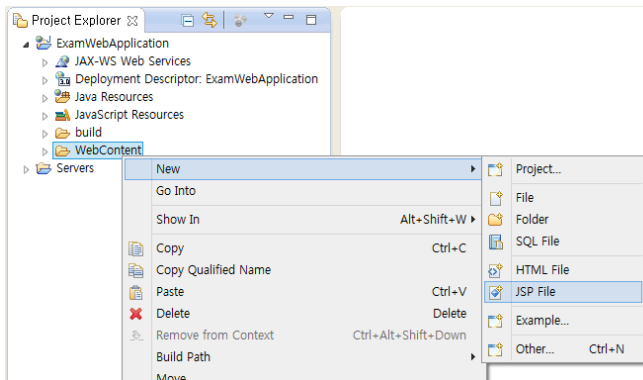 Project Explorer
ExamWebApplication
JAX-WS Web Services
Deployment Descriptor: ExamWebApplication
Java Resources
JavaScript Resources
build
WebContent
Servers
New
Go Into
Show In Alt+Shift+W
Copy Ctrl+C
Copy Qualified Name
Paste Ctrl+V
Delete Delete
Remove from Context Ctrl+Alt+Shift+Down
Build Path
Move
Project...
File
Folder
SQL File
HTML File
JSP File
Example...
Other... Ctrl+N